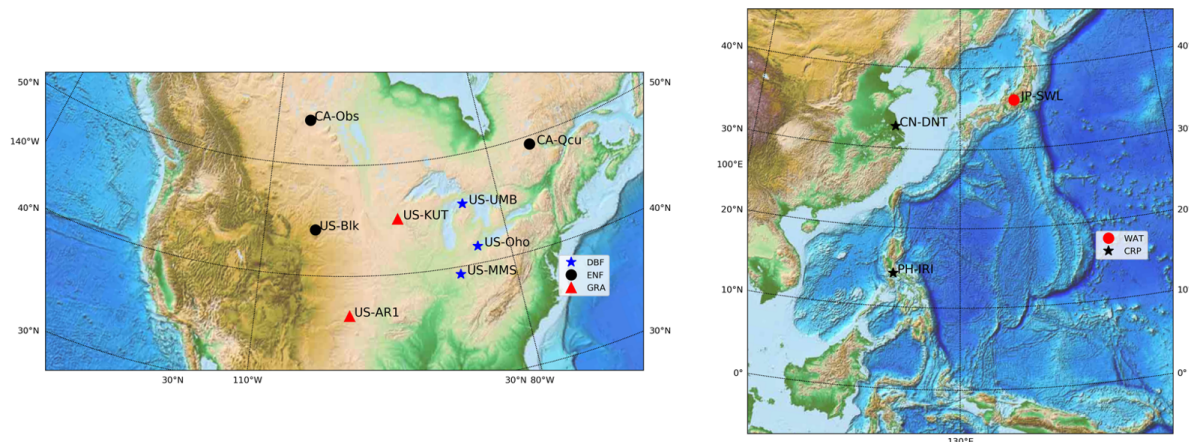 50°N
50°N
140°W
40°N
40°N
30°N
30°N
30°N
110°W
30°N 80°W
CA-Obs
CA-Qcu
US-UMB
US-KUT
US-Blk
US-Oho
US-MMS
US-AR1
DBF
ENF
GRA
40°N
40°
30°N
30°
100°E
20°N
20°
10°N
10°
0°
0°
130°E
JP-SWL
CN-DNT
PH-IRI
WAT
CRP